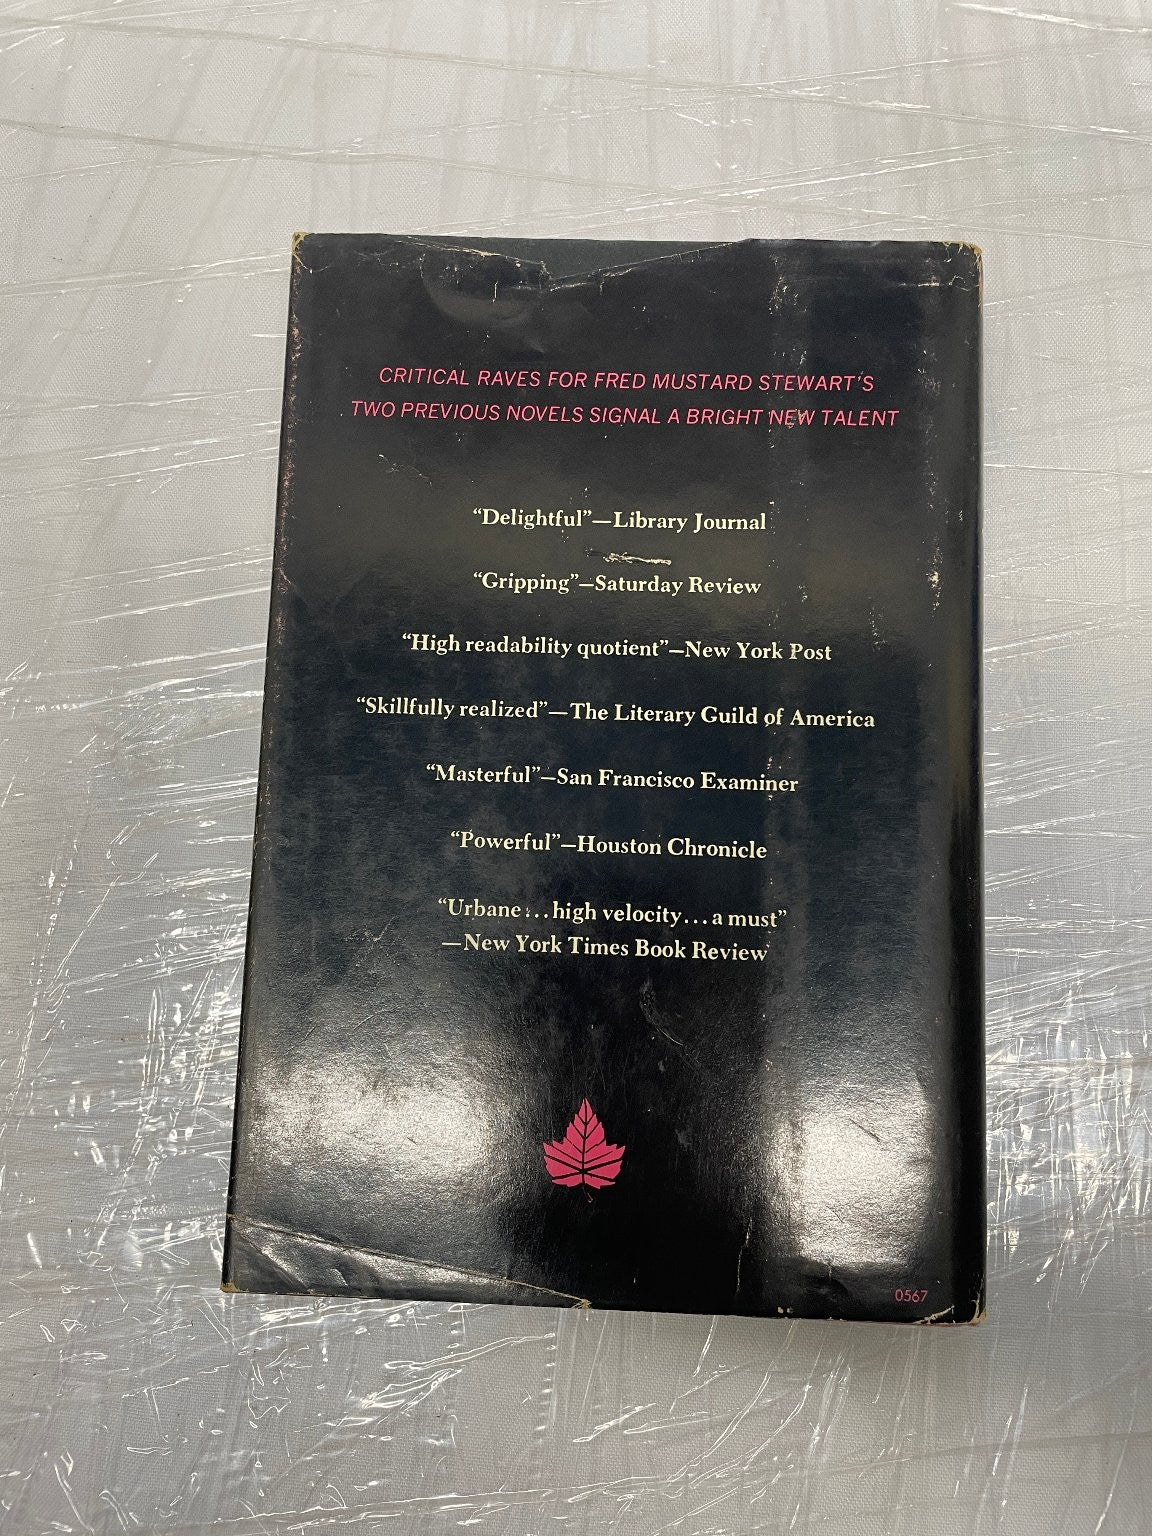 CRITICAL RAVES FOR FRED MUSTARD STEWART'S
TWO PREVIOUS NOVELS SIGNAL A BRIGHT NEW TALENT
“Delightful”—Library Journal
“Gripping”—Saturday Review
“High readability quotient”—New York Post
“Skillfully realized”—The Literary Guild of America
“Masterful”—San Francisco Examiner
“Powerful”—Houston Chronicle
“Urbane...high velocity...a must”
—New York Times Book Review
0567